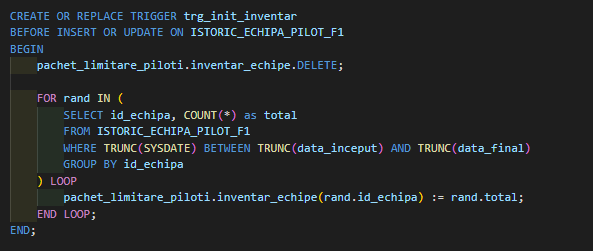 CREATE OR REPLACE TRIGGER trg_init_inventar
BEFORE INSERT OR UPDATE ON ISTORIC_ECHIPA_PILOT_F1
BEGIN
    pachet_limitare_piloti.inventar_echipe.DELETE;

    FOR rand IN (
        SELECT id_echipa, COUNT(*) as total
        FROM ISTORIC_ECHIPA_PILOT_F1
        WHERE TRUNC(SYSDATE) BETWEEN TRUNC(data_inceput) AND TRUNC(data_final)
        GROUP BY id_echipa
    ) LOOP
        pachet_limitare_piloti.inventar_echipe(rand.id_echipa) := rand.total;
    END LOOP;
END;